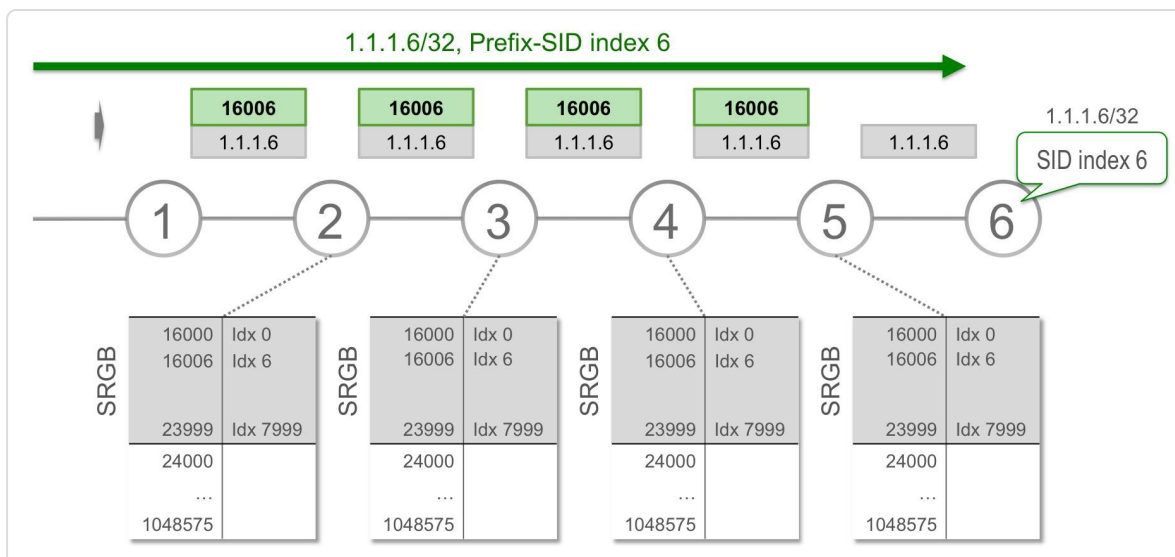 1.1.1.6/32, Prefix-SID index 6
16006 16006 16006 16006
1.1.1.6 1.1.1.6 1.1.1.6 1.1.1.6 1.1.1.6
1.1.1.6/32
SID index 6
1 2 3 4 5 6
SRGB
16000 Idx 0
16006 Idx 6
23999 Idx 7999
24000
...
1048575
SRGB
16000 Idx 0
16006 Idx 6
23999 Idx 7999
24000
...
1048575
SRGB
16000 Idx 0
16006 Idx 6
23999 Idx 7999
24000
...
1048575
SRGB
16000 Idx 0
16006 Idx 6
23999 Idx 7999
24000
...
1048575